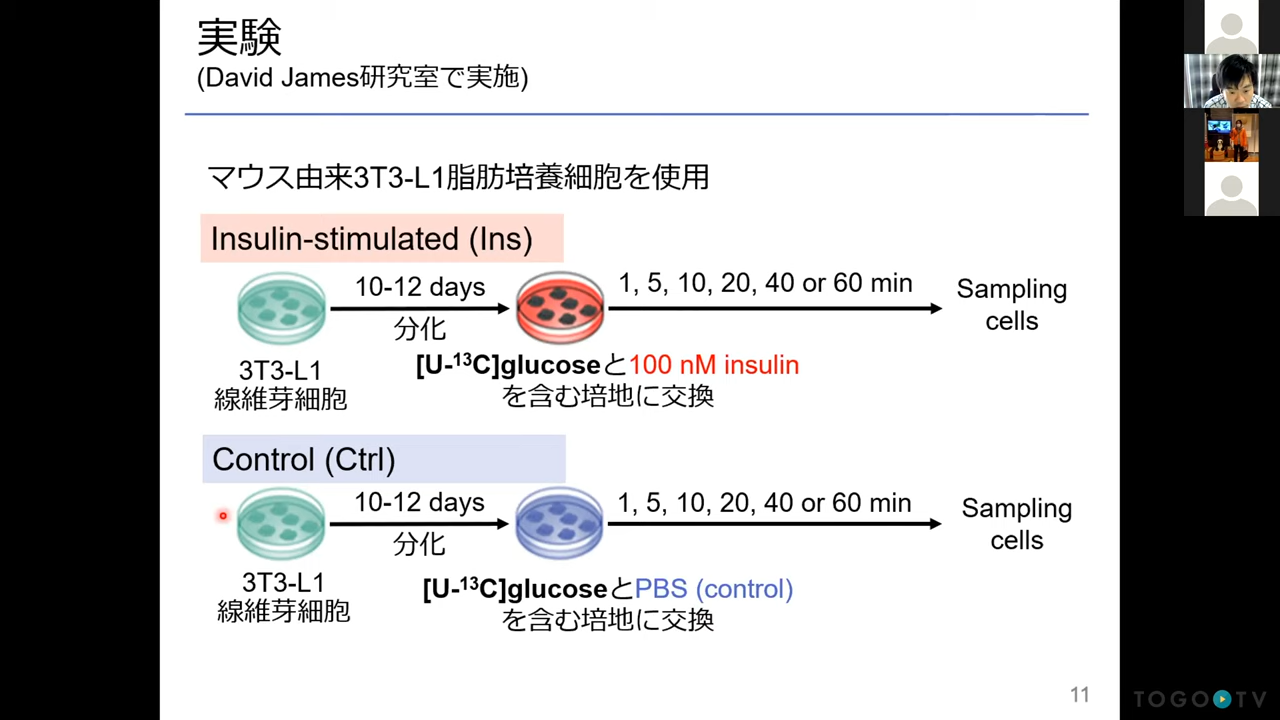 実験
(David James研究室で実施)
マウス由来3T3-L1脂肪培養細胞を使用
Insulin-stimulated (Ins)
10-12 days
分化
1, 5, 10, 20, 40 or 60 min
Sampling
cells
3T3-L1
線維芽細胞
[U-¹³C]glucoseと100 nM insulin
を含む培地に交換
Control (Ctrl)
10-12 days
分化
1, 5, 10, 20, 40 or 60 min
Sampling
cells
3T3-L1
線維芽細胞
[U-¹³C]glucoseとPBS (control)
を含む培地に交換
11
TOGO TV